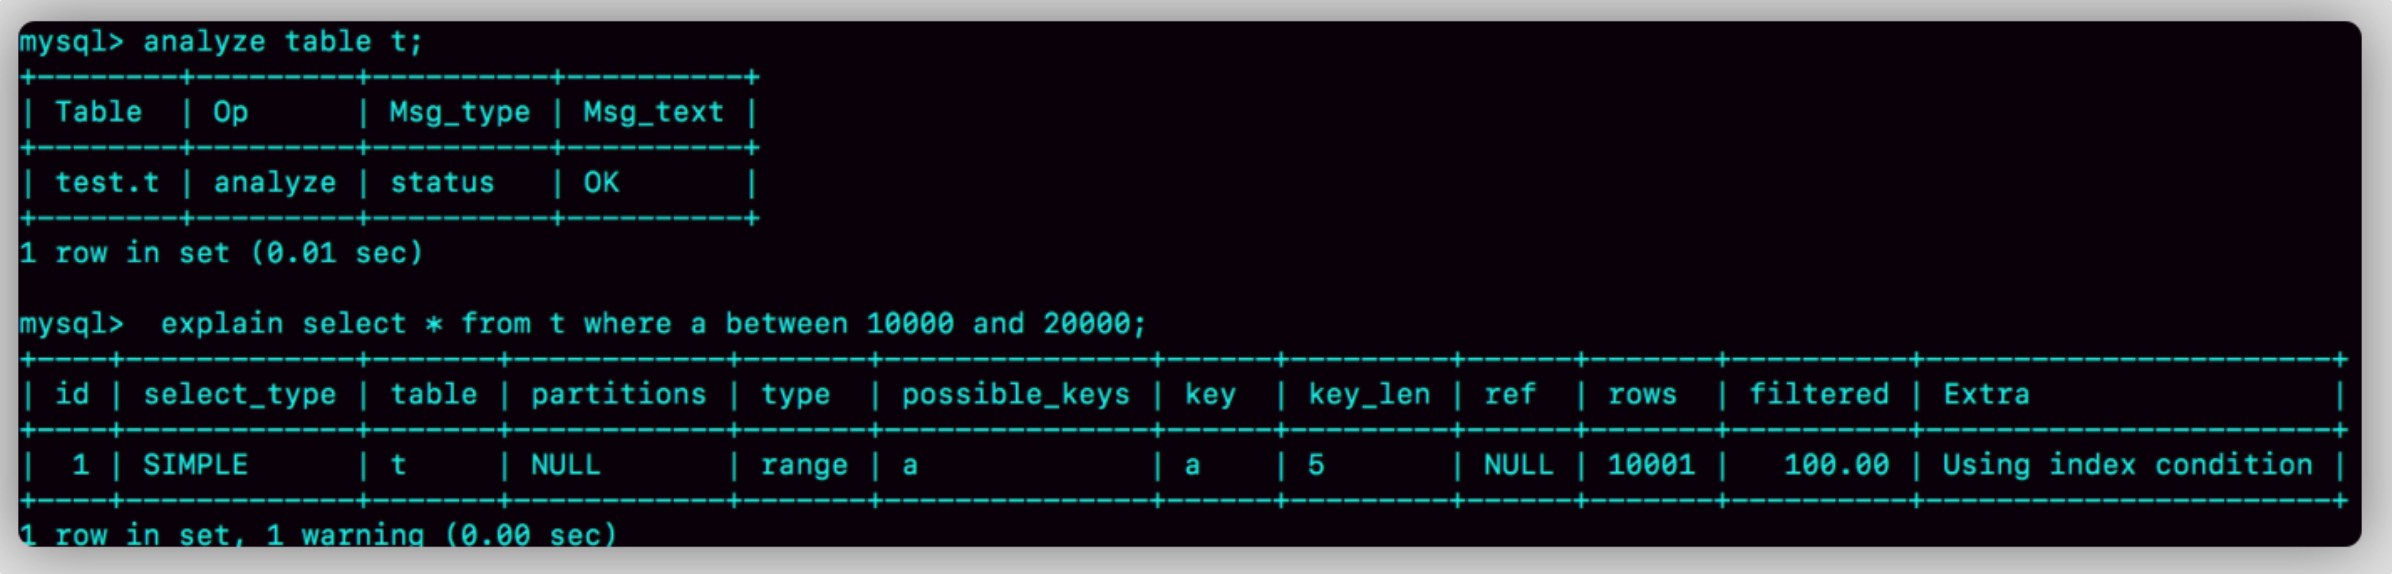 mysql> analyze table t;
+--------+---------+----------+----------+
| Table  | Op      | Msg_type | Msg_text |
+--------+---------+----------+----------+
| test.t | analyze | status   | OK       |
+--------+---------+----------+----------+
1 row in set (0.01 sec)
mysql>  explain select * from t where a between 10000 and 20000;
+----+-------------+-------+------------+-------+---------------+------+---------+------+-------+----------+-----------------------+
| id | select_type | table | partitions | type  | possible_keys | key  | key_len | ref  | rows  | filtered | Extra                 |
+----+-------------+-------+------------+-------+---------------+------+---------+------+-------+----------+-----------------------+
|  1 | SIMPLE      | t     | NULL       | range | a             | a    | 5       | NULL | 10001 |   100.00 | Using index condition |
+----+-------------+-------+------------+-------+---------------+------+---------+------+-------+----------+-----------------------+
1 row in set, 1 warning (0.00 sec)